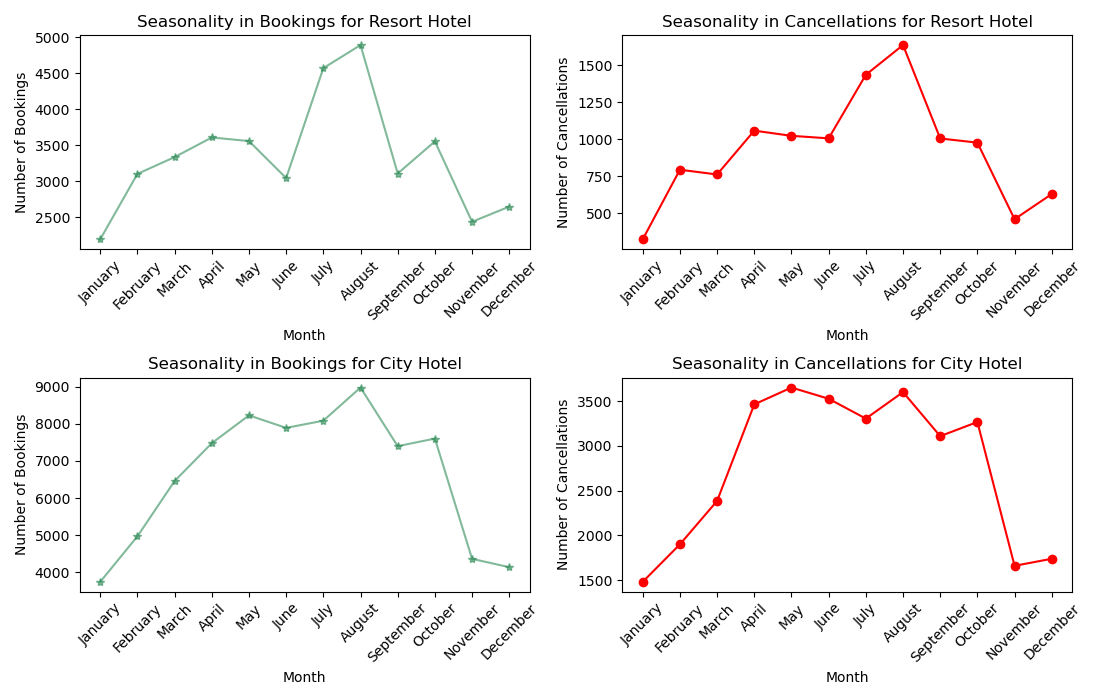 Seasonality in Bookings for Resort Hotel
Number of Bookings
5000
4500
4000
3500
3000
2500
January
February
March
April
May
June
July
August
September
October
November
December
Month
Seasonality in Cancellations for Resort Hotel
Number of Cancellations
1500
1250
1000
750
500
January
February
March
April
May
June
July
August
September
October
November
December
Month
Seasonality in Bookings for City Hotel
Number of Bookings
9000
8000
7000
6000
5000
4000
January
February
March
April
May
June
July
August
September
October
November
December
Month
Seasonality in Cancellations for City Hotel
Number of Cancellations
3500
3000
2500
2000
1500
January
February
March
April
May
June
July
August
September
October
November
December
Month